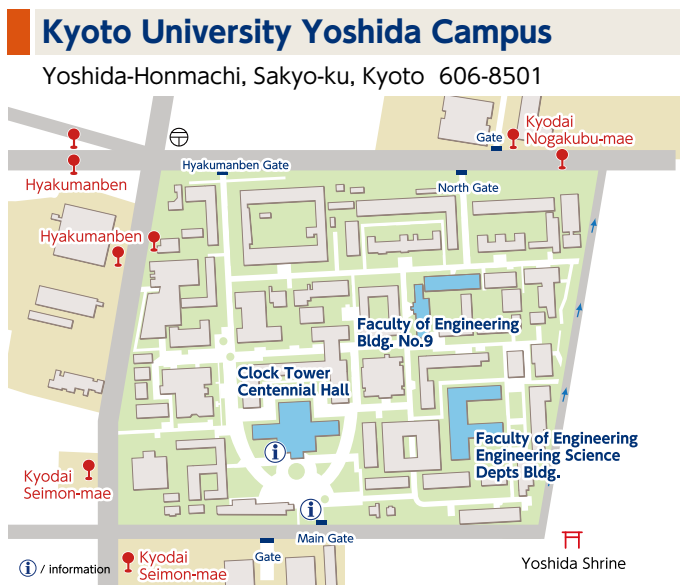 Kyoto University Yoshida Campus
Yoshida-Honmachi, Sakyo-ku, Kyoto 606-8501
Kyodai
Nogakubu-mae
Gate
Hyakumanben Gate
Hyakumanben
North Gate
Hyakumanben
Faculty of Engineering
Bldg. No.9
Clock Tower
Centennial Hall
Faculty of Engineering
Engineering Science
Depts Bldg.
i
Kyodai
Seimon-mae
i
Main Gate
Gate
Kyodai
Seimon-mae
i / information
Yoshida Shrine